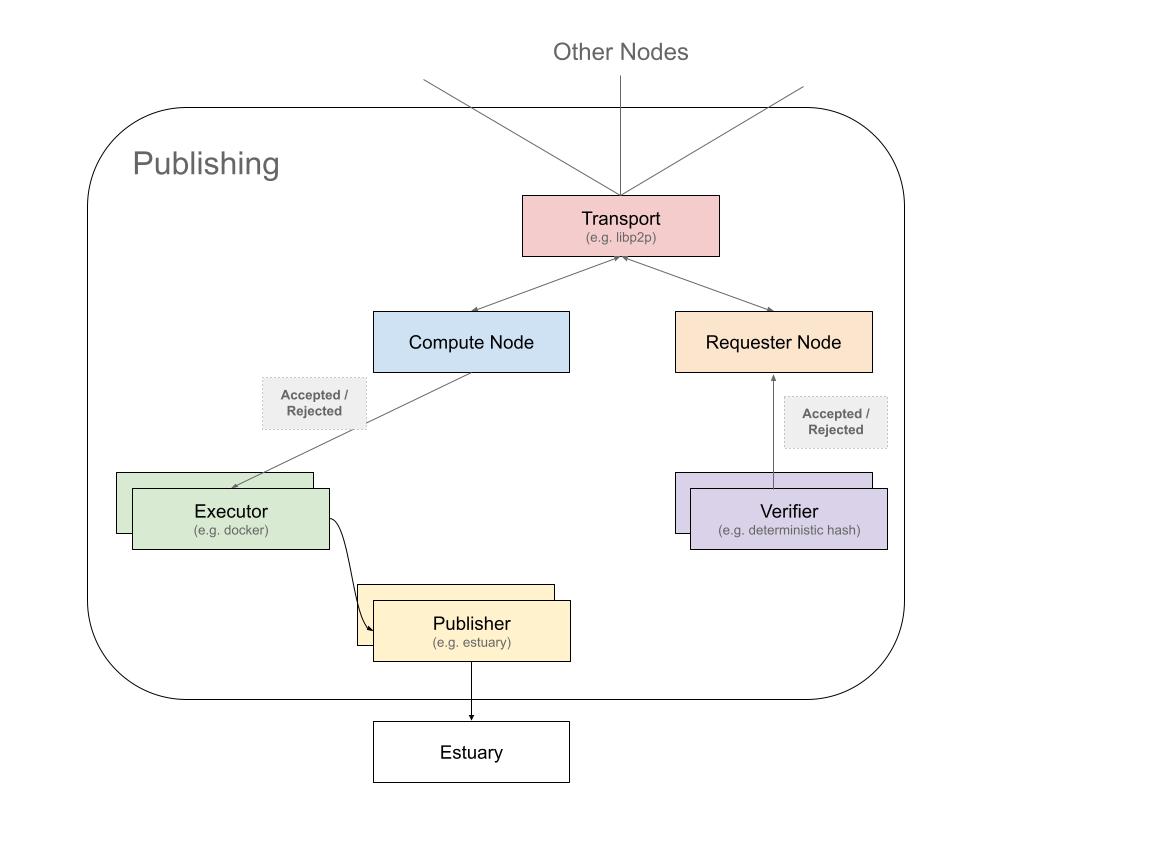 Other Nodes
Publishing
Transport
(e.g. libp2p)
Compute Node
Requester Node
Accepted /
Rejected
Accepted /
Rejected
Executor
(e.g. docker)
Verifier
(e.g. deterministic hash)
Publisher
(e.g. estuary)
Estuary